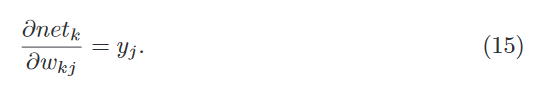 ∂net_k / ∂w_kj = y_j. (15)